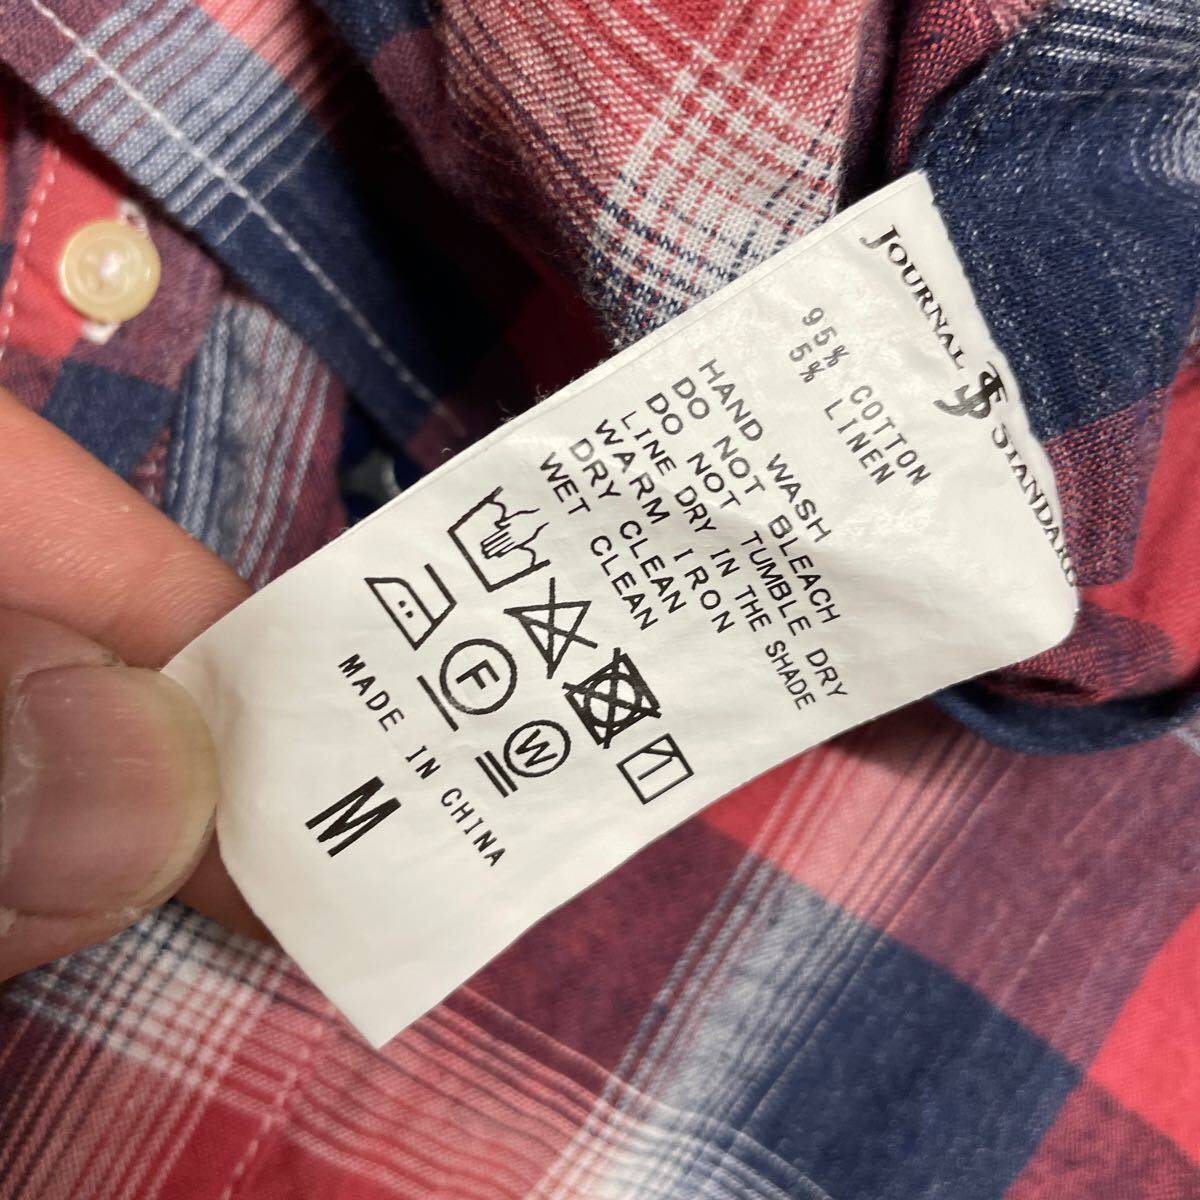 JOURNAL JS STANDARD
95% COTTON
5% LINEN
HAND WASH
DO NOT BLEACH
DO NOT TUMBLE DRY
LINE DRY IN THE SHADE
WARM IRON
DRY CLEAN
WET CLEAN
F
W
MADE IN CHINA
M